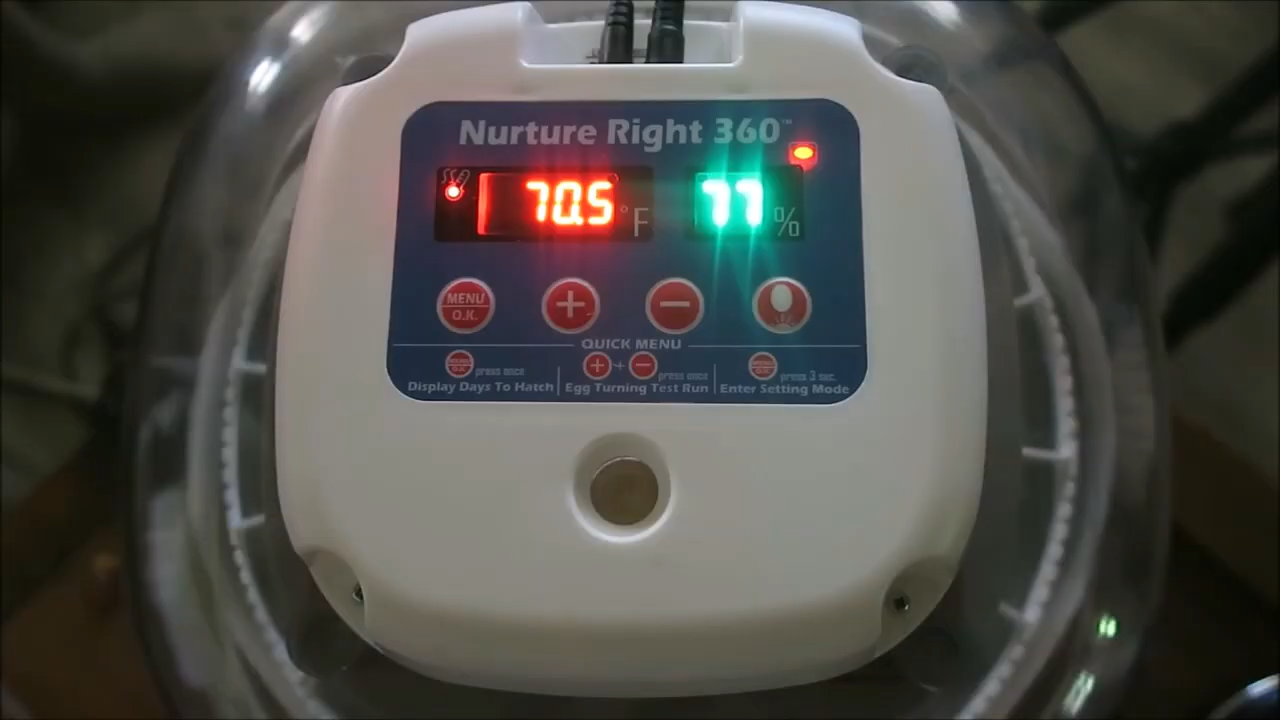 Nurture Right 360™
70.5 °F 77 %
MENU
O.K.
QUICK MENU
press once + press once press 3 sec.
Display Days To Hatch Egg Turning Test Run Enter Setting Mode